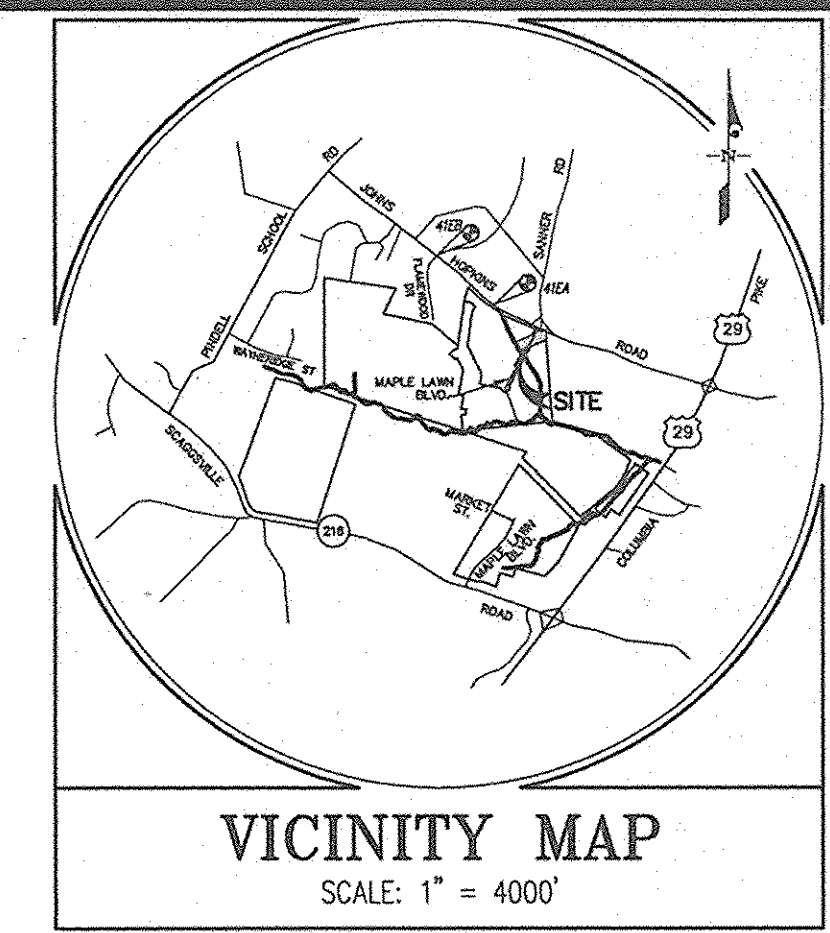 N
RD
SCHOOL
PINDELL
JOHNS
HOPKINS
ROAD
41EB
41EA
FLAMEWOOD
DR
SANNER
RD
PIKE
29
WAYNERIDGE ST
MAPLE LAWN
BLVD.
SITE
29
SCAGGSVILLE
216
MARKET
ST.
MAPLE LAWN
BLVD.
COLUMBIA
ROAD
VICINITY MAP
SCALE: 1" = 4000'